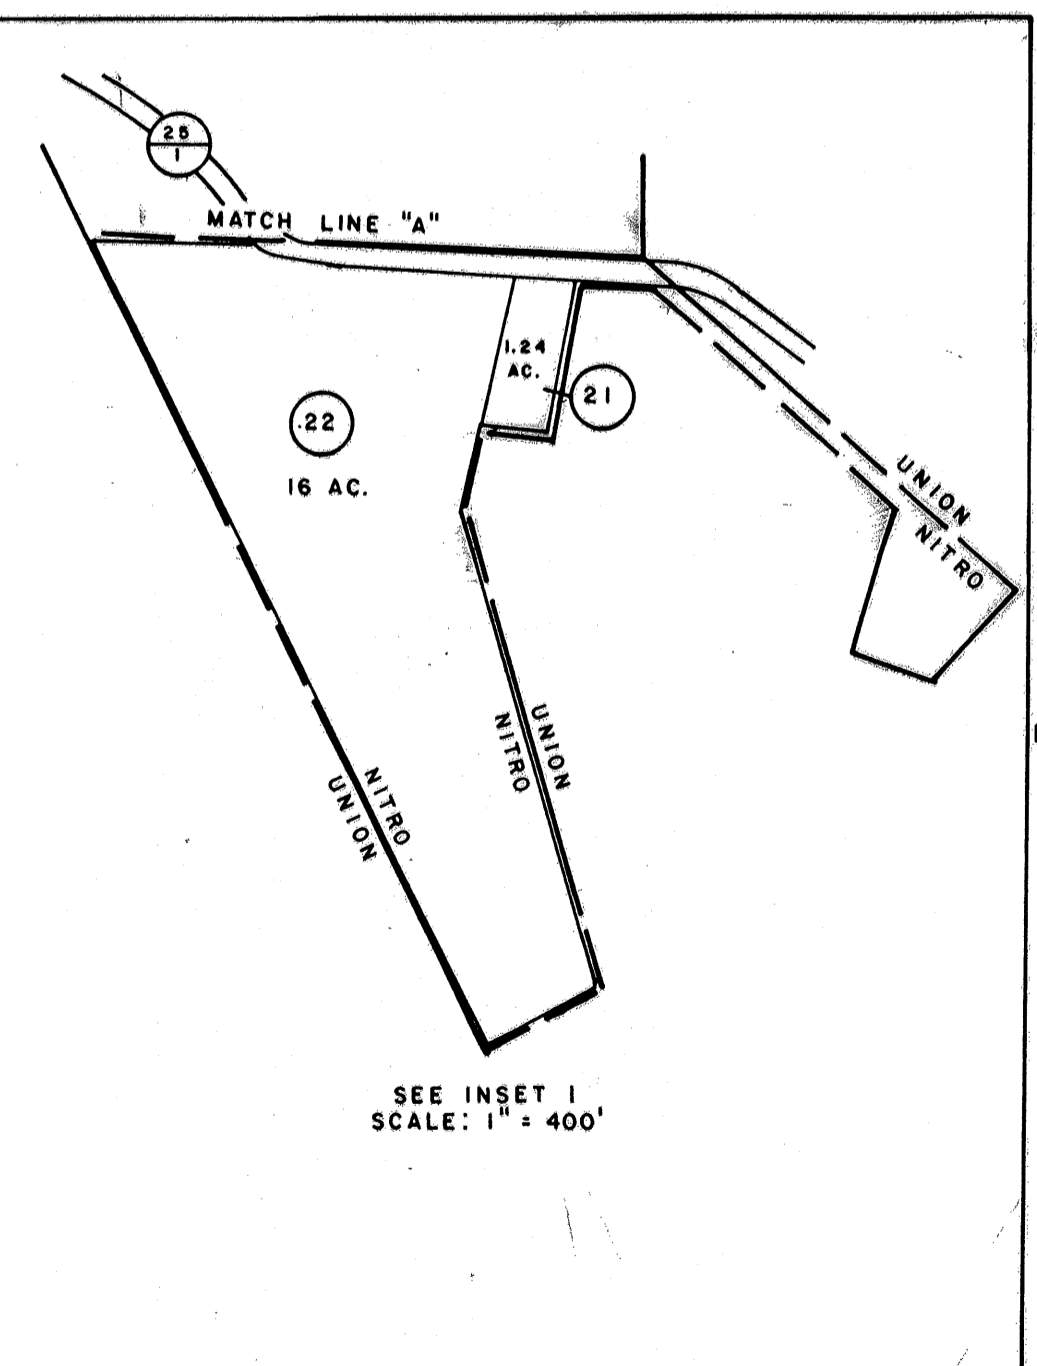 25
1
MATCH LINE "A"
1.24
AC.
21
22
16 AC.
UNION
NITRO
UNION
NITRO
NITRO
UNION
SEE INSET 1
SCALE: 1" = 400'